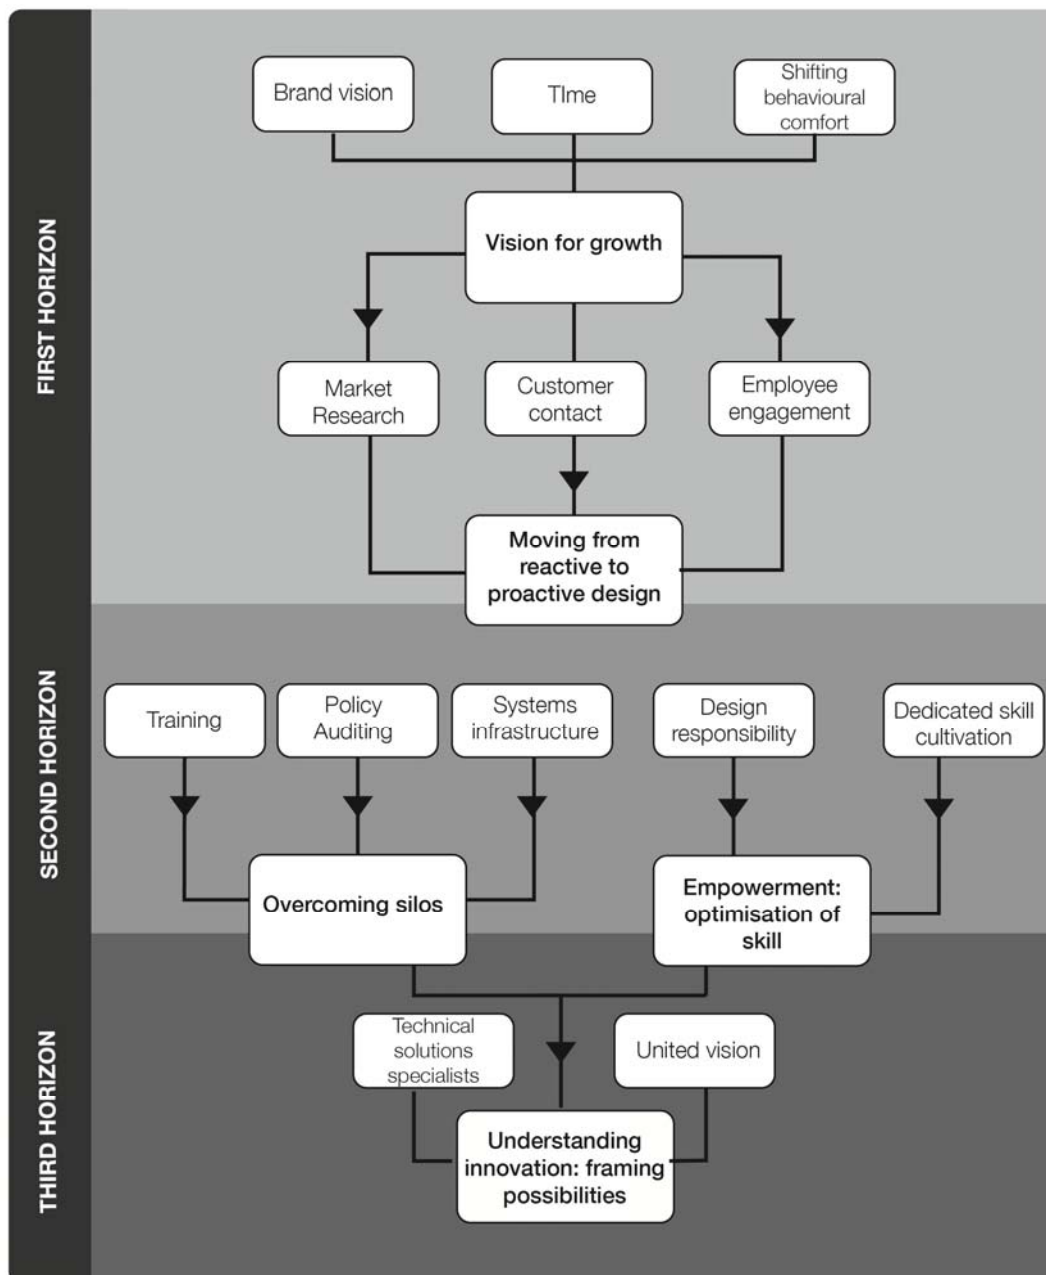 FIRST HORIZON
Brand vision
TIme
Shifting
behavioural
comfort
Vision for growth
Market
Research
Customer
contact
Employee
engagement
Moving from
reactive to
proactive design
SECOND HORIZON
Training
Policy
Auditing
Systems
infrastructure
Design
responsibility
Dedicated skill
cultivation
Overcoming silos
Empowerment:
optimisation of
skill
THIRD HORIZON
Technical
solutions
specialists
United vision
Understanding
innovation: framing
possibilities